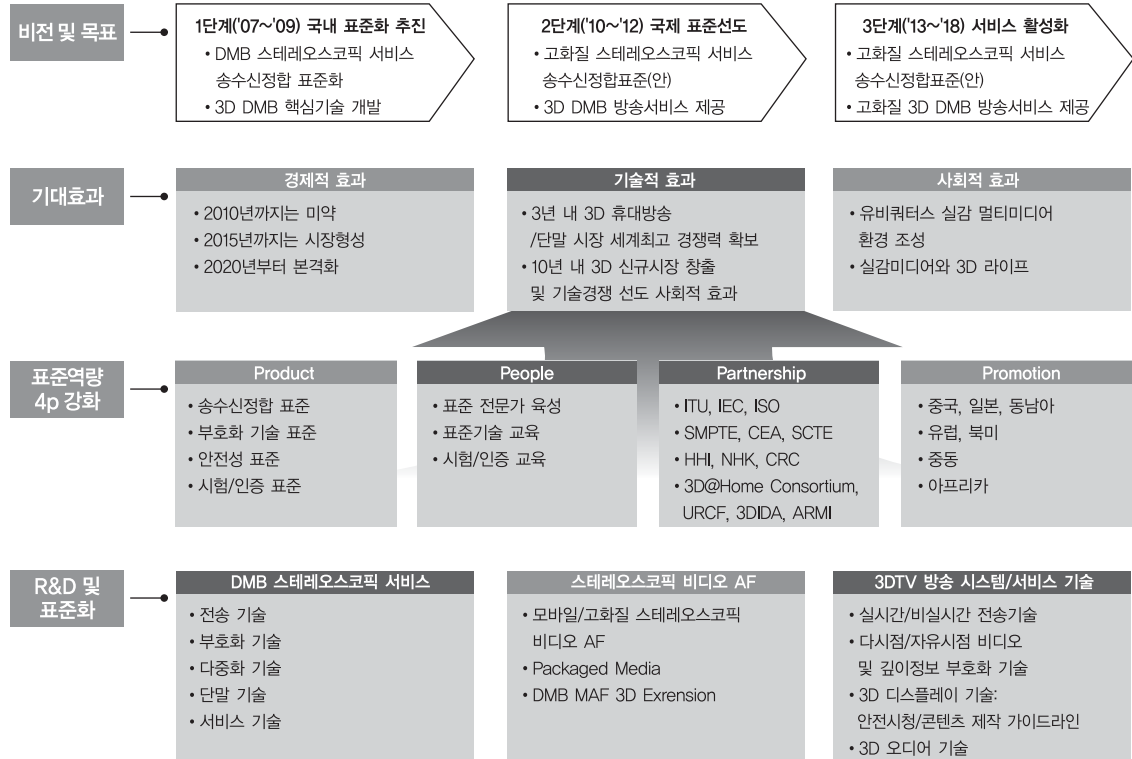 비전 및 목표
1단계('07~'09) 국내 표준화 추진
• DMB 스테레오스코픽 서비스
송수신정합 표준화
• 3D DMB 핵심기술 개발
2단계('10~'12) 국제 표준선도
• 고화질 스테레오스코픽 서비스
송수신정합표준(안)
• 3D DMB 방송서비스 제공
3단계('13~'18) 서비스 활성화
• 고화질 스테레오스코픽 서비스
송수신정합표준(안)
• 고화질 3D DMB 방송서비스 제공
기대효과
경제적 효과
• 2010년까지는 미약
• 2015년까지는 시장형성
• 2020년부터 본격화
기술적 효과
• 3년 내 3D 휴대방송
/단말 시장 세계최고 경쟁력 확보
• 10년 내 3D 신규시장 창출
및 기술경쟁 선도 사회적 효과
사회적 효과
• 유비쿼터스 실감 멀티미디어
환경 조성
• 실감미디어와 3D 라이프
표준역량
4p 강화
Product
• 송수신정합 표준
• 부호화 기술 표준
• 안전성 표준
• 시험/인증 표준
People
• 표준 전문가 육성
• 표준기술 교육
• 시험/인증 교육
Partnership
• ITU, IEC, ISO
• SMPTE, CEA, SCTE
• HHI, NHK, CRC
• 3D@Home Consortium,
URCF, 3DIDA, ARMI
Promotion
• 중국, 일본, 동남아
• 유럽, 북미
• 중동
• 아프리카
R&D 및
표준화
DMB 스테레오스코픽 서비스
• 전송 기술
• 부호화 기술
• 다중화 기술
• 단말 기술
• 서비스 기술
스테레오스코픽 비디오 AF
• 모바일/고화질 스테레오스코픽
비디오 AF
• Packaged Media
• DMB MAF 3D Exrension
3DTV 방송 시스템/서비스 기술
• 실시간/비실시간 전송기술
• 다시점/자유시점 비디오
및 깊이정보 부호화 기술
• 3D 디스플레이 기술:
안전시청/콘텐츠 제작 가이드라인
• 3D 오디어 기술